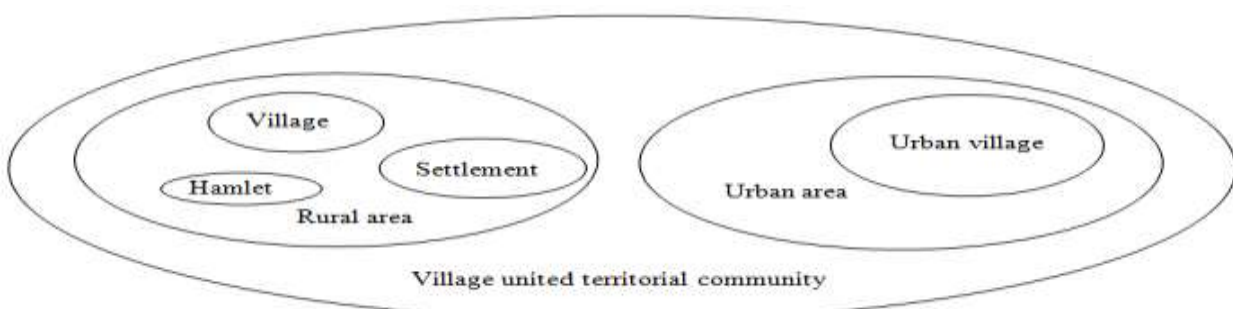 Village
Settlement
Hamlet
Rural area
Urban village
Urban area
Village united territorial community